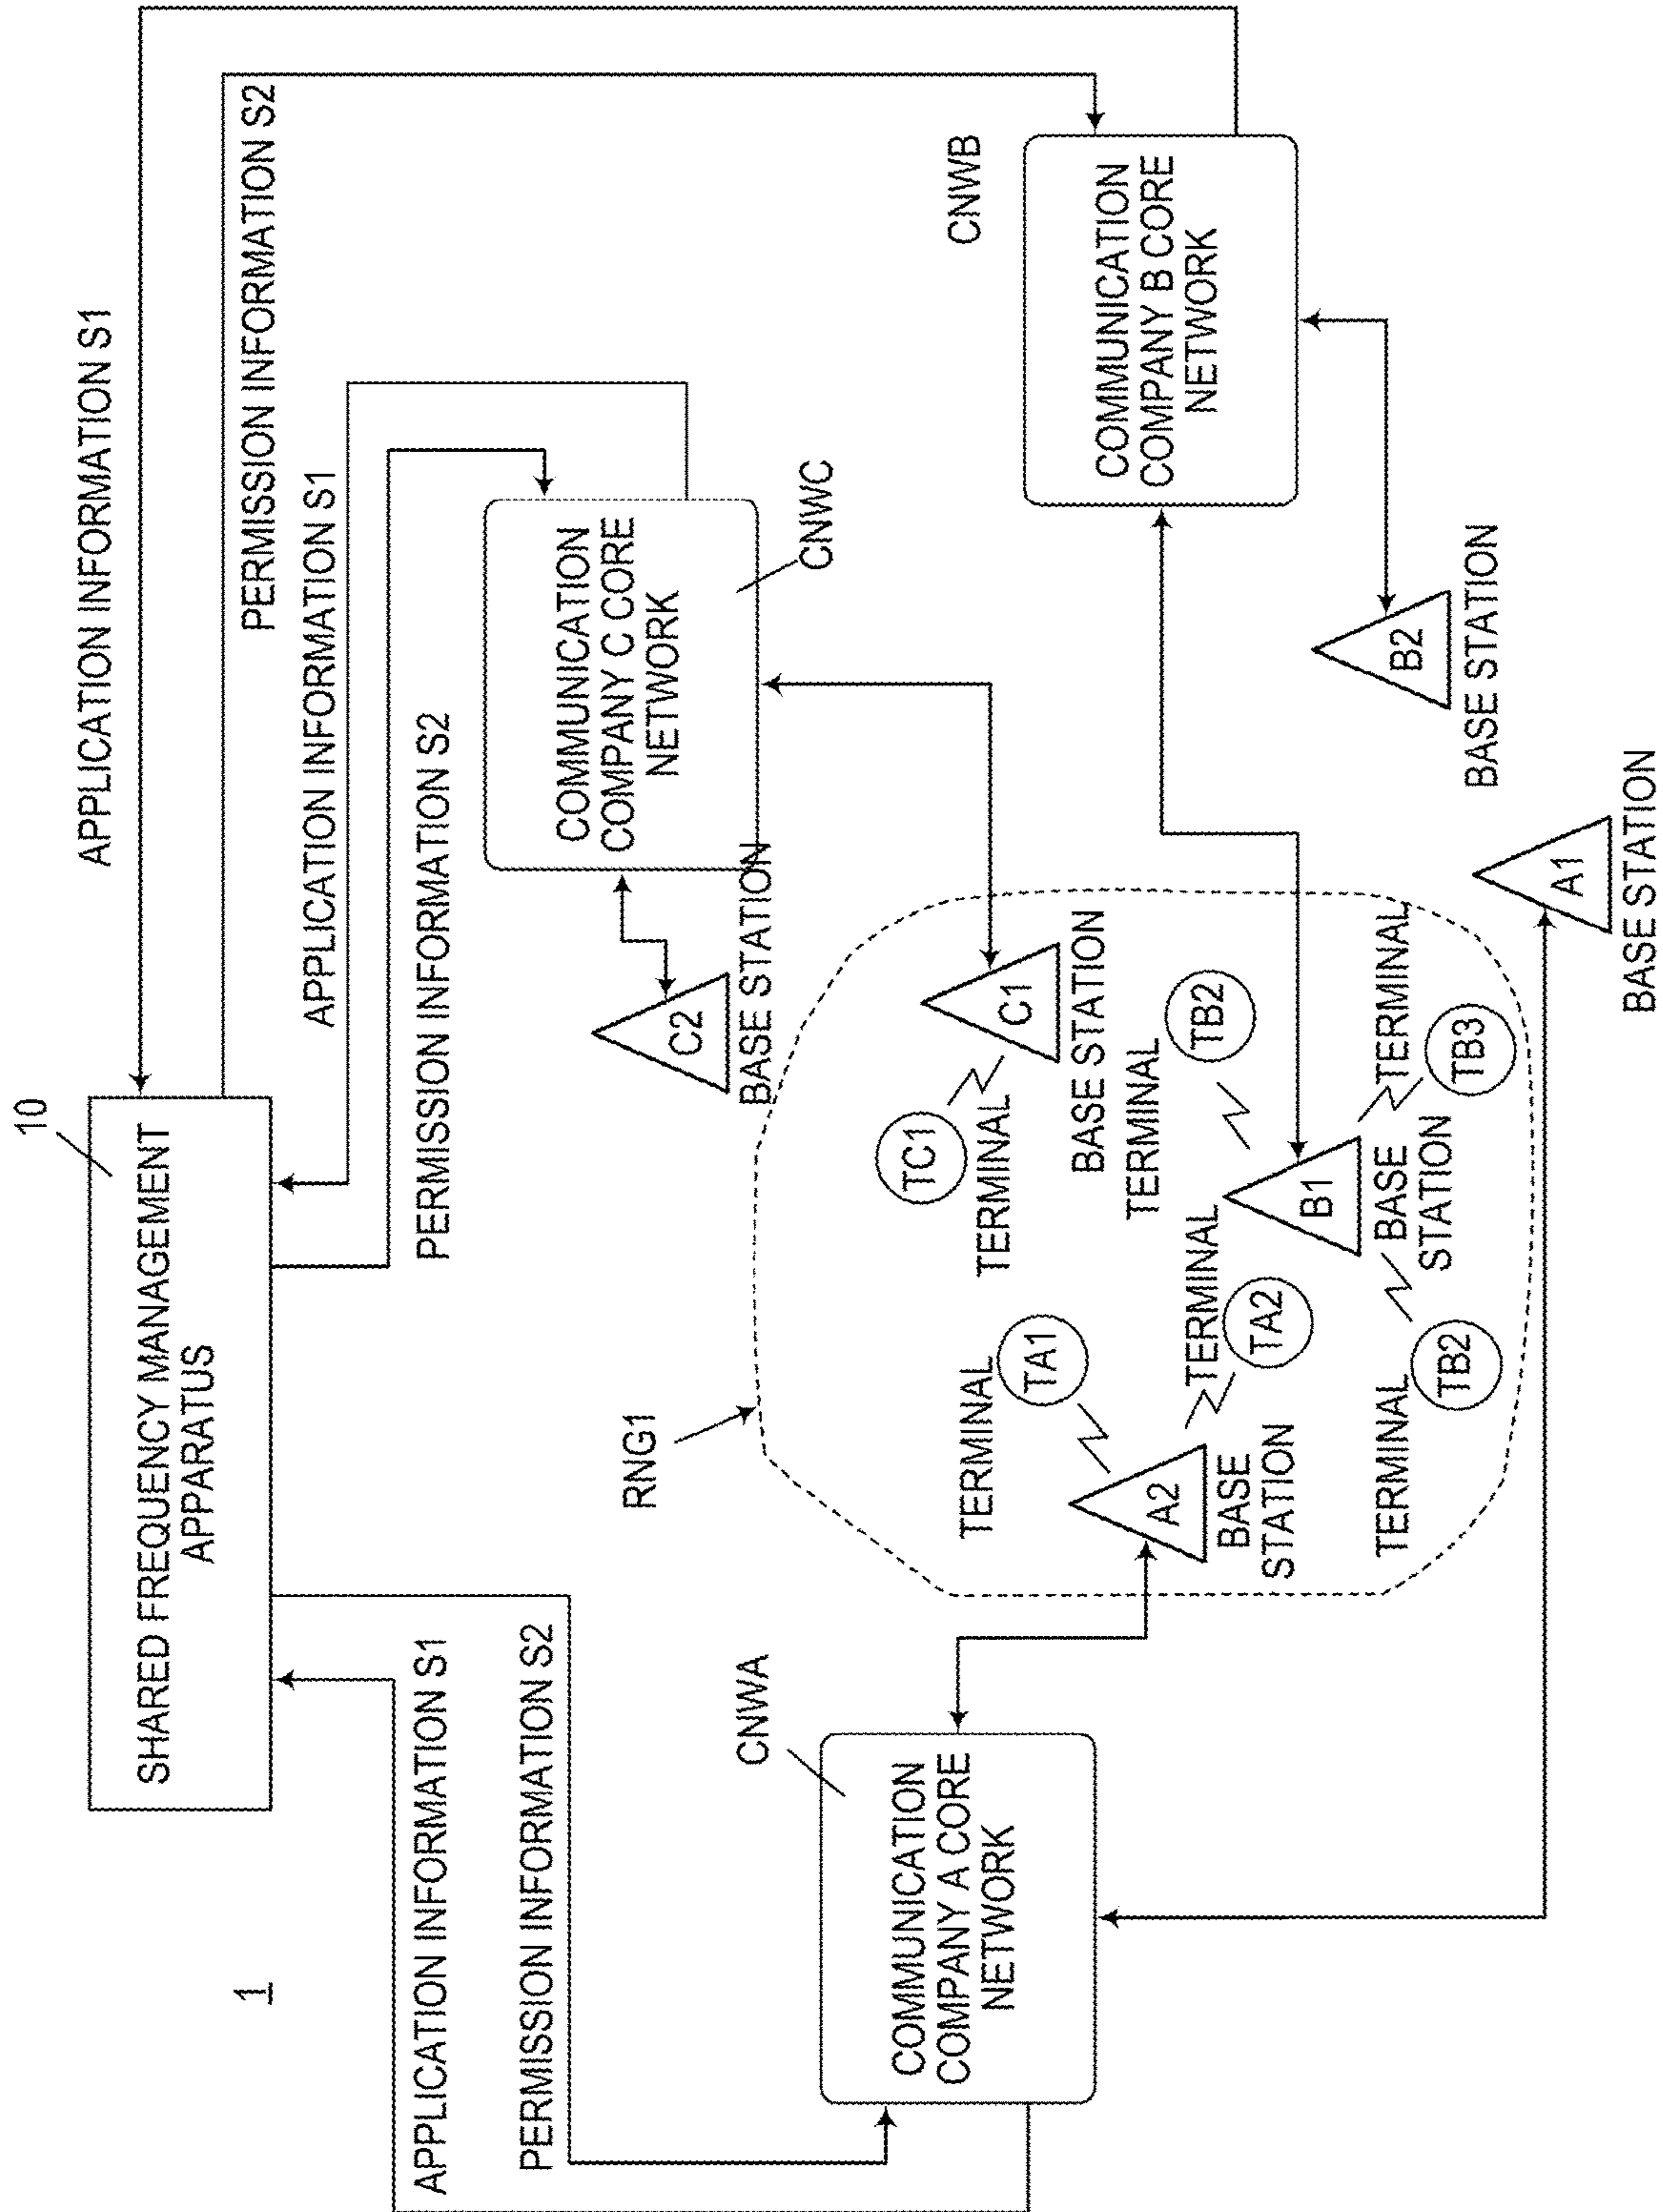 1
10
SHARED FREQUENCY MANAGEMENT
APPARATUS
APPLICATION INFORMATION S1
PERMISSION INFORMATION S2
APPLICATION INFORMATION S1
PERMISSION INFORMATION S2
APPLICATION INFORMATION S1
PERMISSION INFORMATION S2
CNWA
COMMUNICATION
COMPANY A CORE
NETWORK
RNG1
COMMUNICATION
COMPANY C CORE
NETWORK
CNWC
CNWB
COMMUNICATION
COMPANY B CORE
NETWORK
C2
BASE STATION
TC1
TERMINAL
C1
BASE STATION
TERMINAL
TA1
TERMINAL
TB2
A2
BASE
STATION
TERMINAL
TA2
B1
BASE
STATION
TERMINAL
TB3
TERMINAL
TB2
B2
BASE STATION
A1
BASE STATION